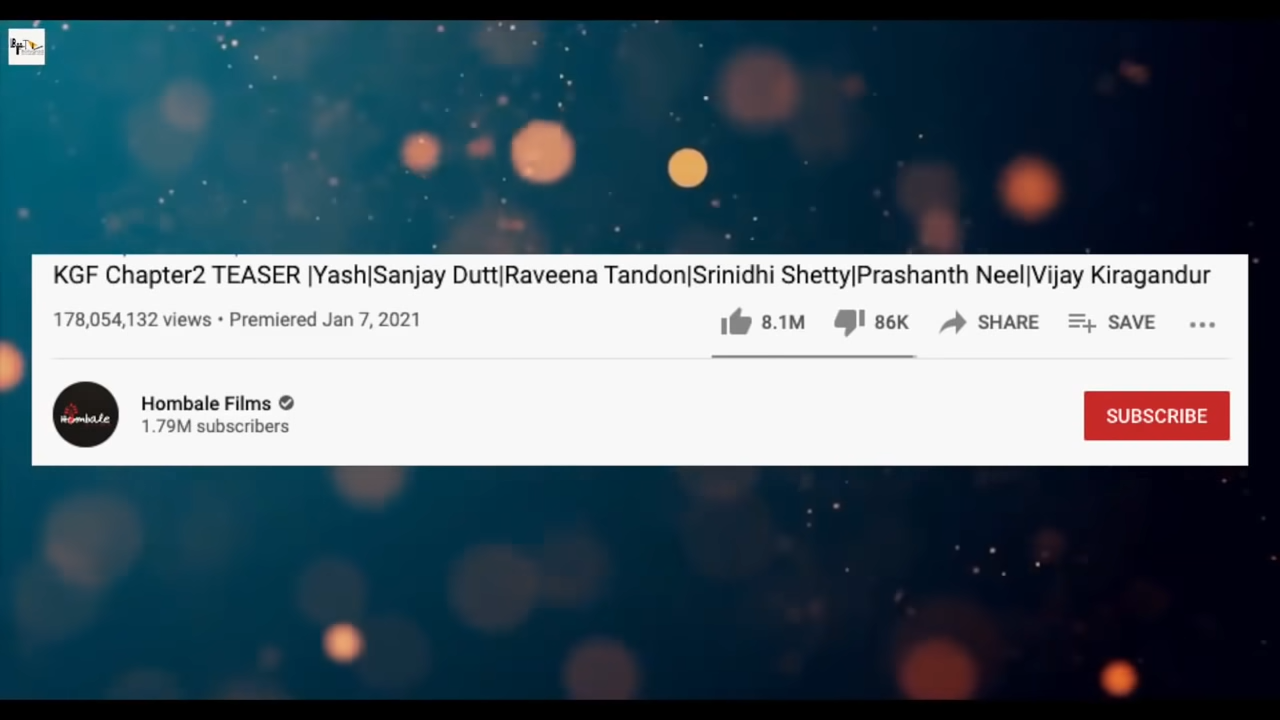 KGF Chapter2 TEASER |Yash|Sanjay Dutt|Raveena Tandon|Srinidhi Shetty|Prashanth Neel|Vijay Kiragandur
178,054,132 views • Premiered Jan 7, 2021
8.1M
86K
SHARE
SAVE
Hombale
Hombale Films
1.79M subscribers
SUBSCRIBE